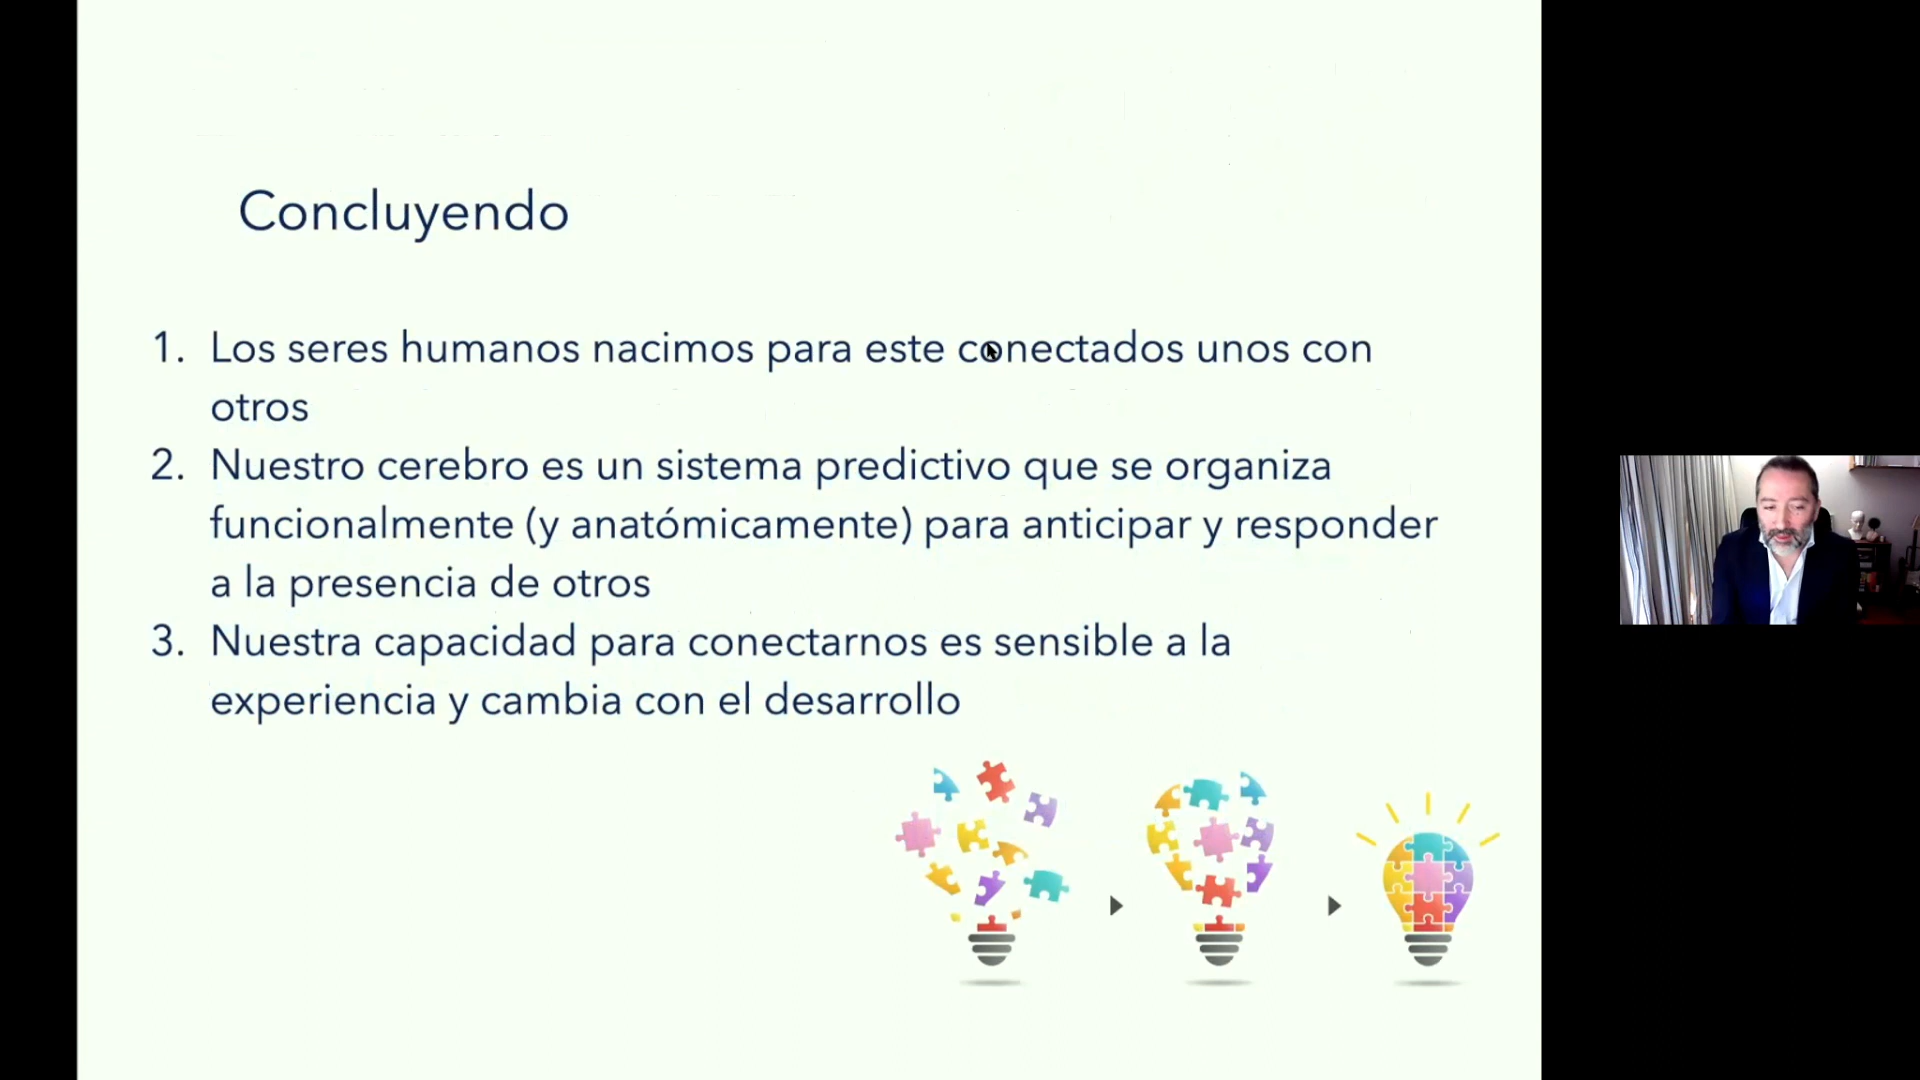 Concluyendo
1. Los seres humanos nacimos para este conectados unos con
otros
2. Nuestro cerebro es un sistema predictivo que se organiza
funcionalmente (y anatómicamente) para anticipar y responder
a la presencia de otros
3. Nuestra capacidad para conectarnos es sensible a la
experiencia y cambia con el desarrollo